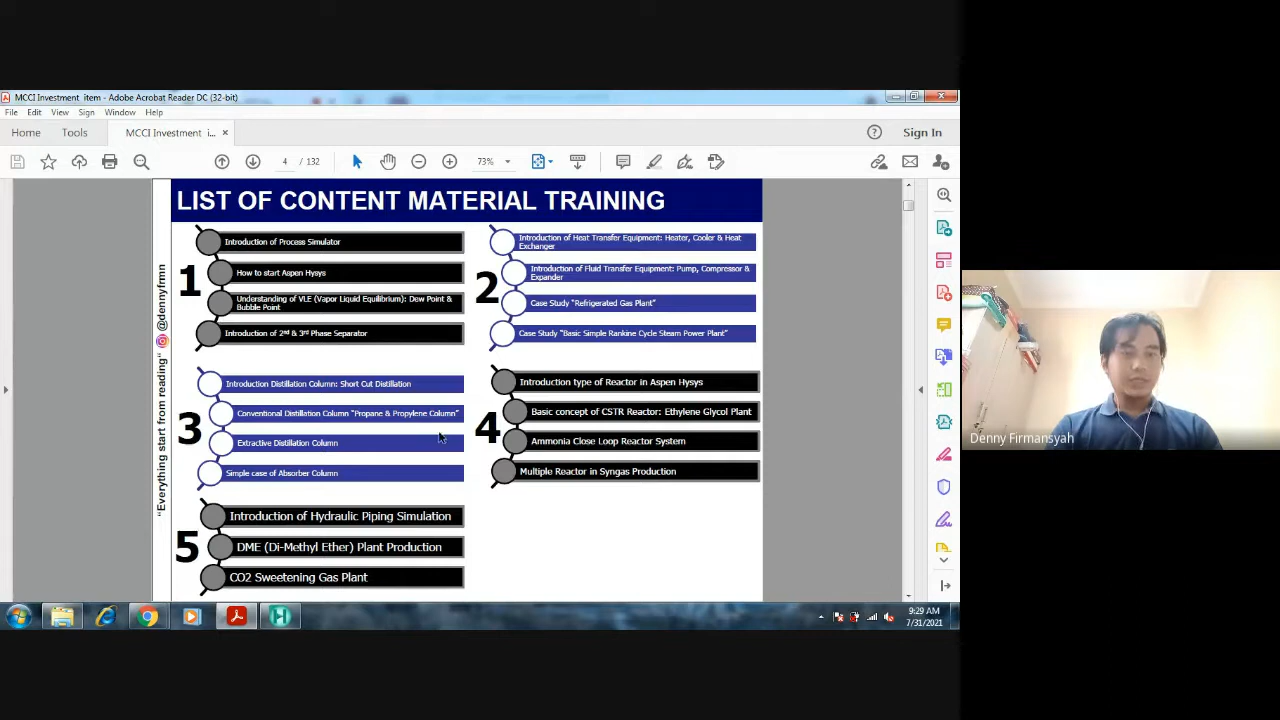 MCCI Investment item - Adobe Acrobat Reader DC (32-bit)
File Edit View Sign Window Help
Home Tools MCCI Investment i... × Sign In
4 / 132 73%
LIST OF CONTENT MATERIAL TRAINING
"Everything start from reading" @dennyfrmn
1
Introduction of Process Simulator
How to start Aspen Hysys
Understanding of VLE (Vapor Liquid Equilibrium): Dew Point &
Bubble Point
Introduction of 2nd & 3rd Phase Separator
2
Introduction of Heat Transfer Equipment: Heater, Cooler & Heat
Exchanger
Introduction of Fluid Transfer Equipment: Pump, Compressor &
Expander
Case Study "Refrigerated Gas Plant"
Case Study "Basic Simple Rankine Cycle Steam Power Plant"
3
Introduction Distillation Column: Short Cut Distillation
Conventional Distillation Column "Propane & Propylene Column"
Extractive Distillation Column
Simple case of Absorber Column
4
Introduction type of Reactor in Aspen Hysys
Basic concept of CSTR Reactor: Ethylene Glycol Plant
Ammonia Close Loop Reactor System
Multiple Reactor in Syngas Production
5
Introduction of Hydraulic Piping Simulation
DME (Di-Methyl Ether) Plant Production
CO2 Sweetening Gas Plant
Denny Firmansyah
9:29 AM
7/31/2021